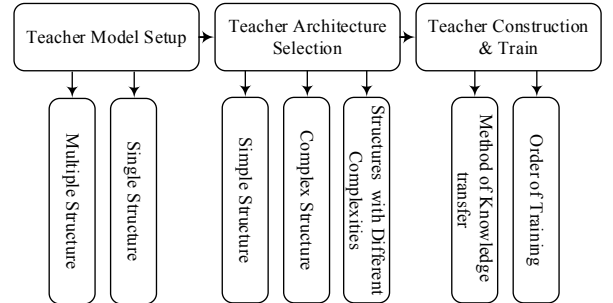 Teacher Model Setup
Teacher Architecture
Selection
Teacher Construction
& Train
Multiple Structure
Single Structure
Simple Structure
Complex Structure
Structures with Different
Complexities
Method of Knowledge
transfer
Order of Training